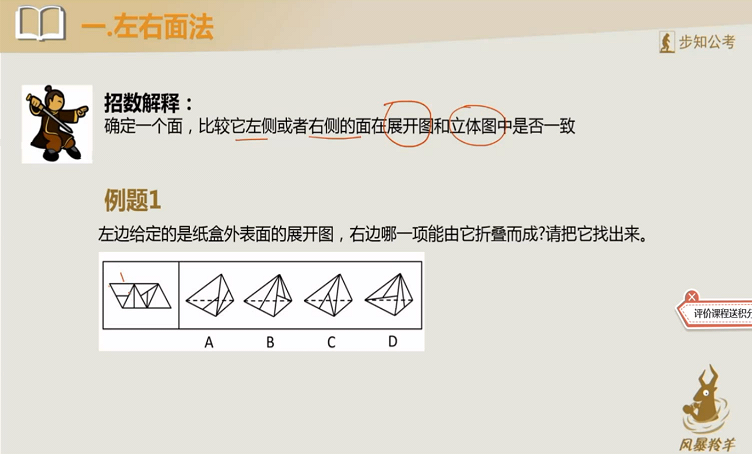 一.左右面法
步知公考
招数解释：
确定一个面，比较它左侧或者右侧的面在展开图和立体图中是否一致
例题1
左边给定的是纸盒外表面的展开图，右边哪一项能由它折叠而成?请把它找出来。
A B C D
评价课程送积分
风暴羚羊